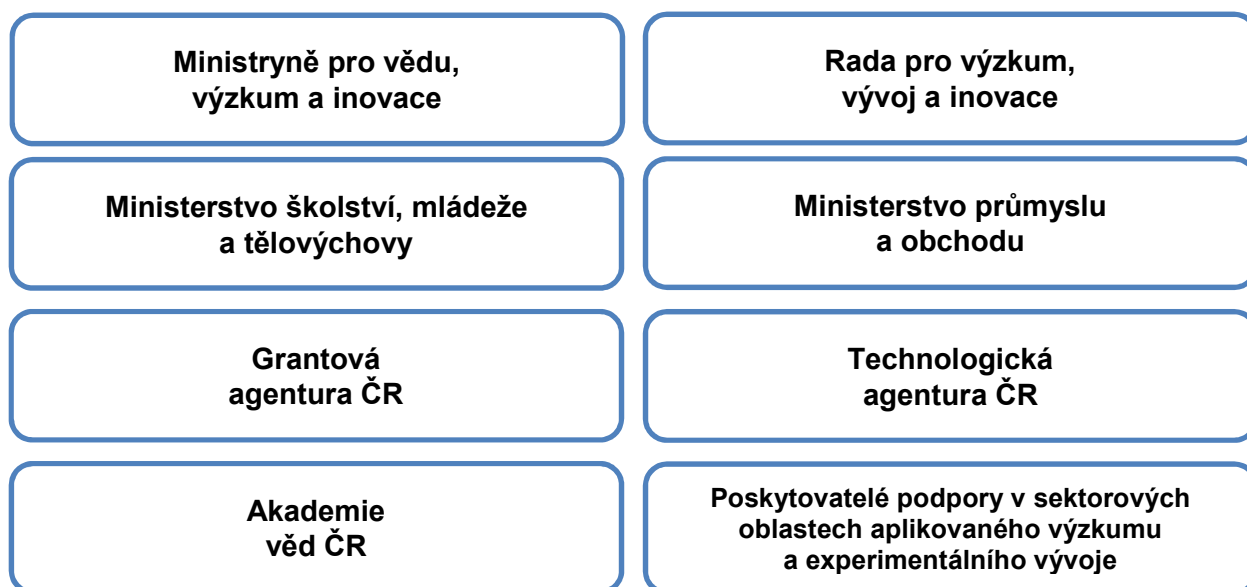 Ministryně pro vědu,
výzkum a inovace
Rada pro výzkum,
vývoj a inovace
Ministerstvo školství, mládeže
a tělovýchovy
Ministerstvo průmyslu
a obchodu
Grantová
agentura ČR
Technologická
agentura ČR
Akademie
věd ČR
Poskytovatelé podpory v sektorových
oblastech aplikovaného výzkumu
a experimentálního vývoje